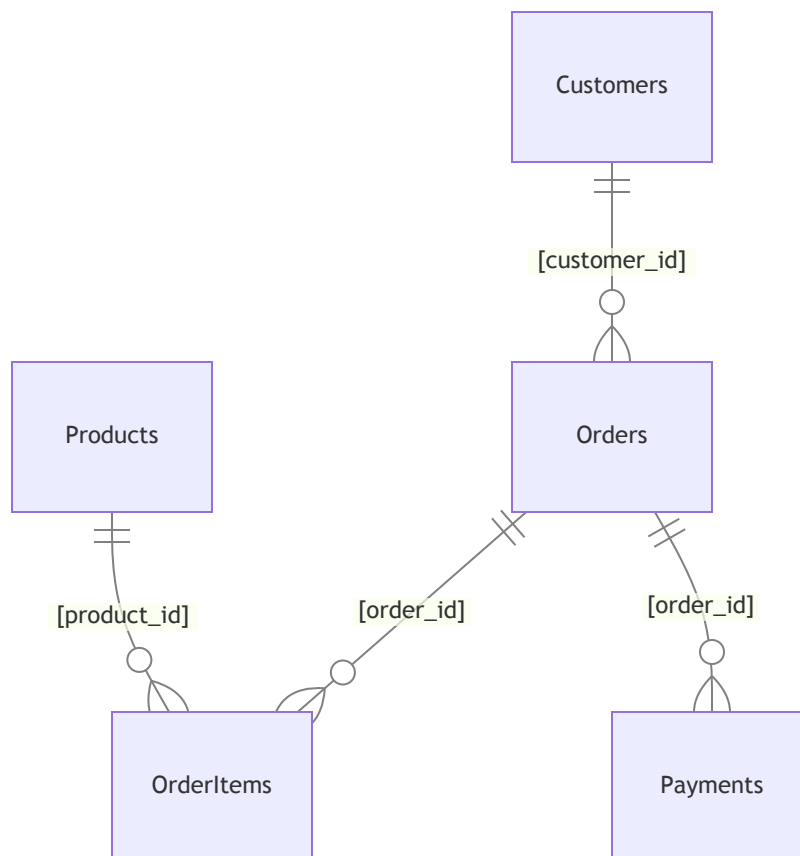 Customers
[customer_id]
Products
Orders
[product_id]
[order_id]
[order_id]
OrderItems
Payments